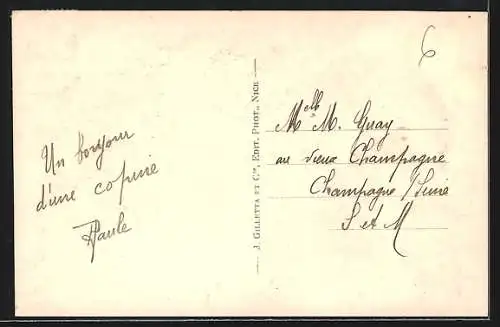 6
Un bonjour
d'une copine
Paule
J. GILLETTA ET Cie, EDIT. PHOT., NICE
Melle M. Guay
au vieux Champagne
Champagne / Seine
S et M